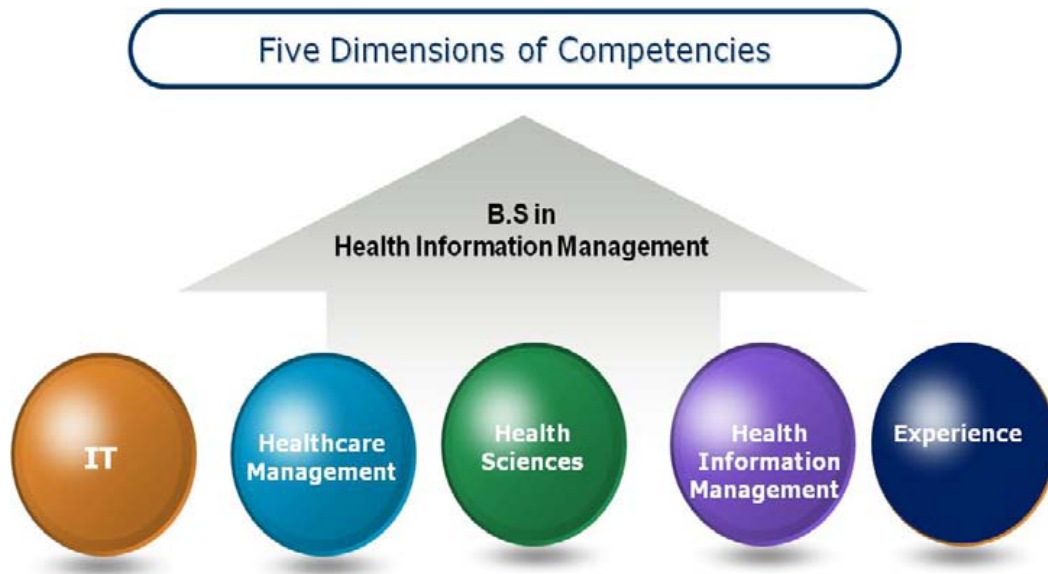 Five Dimensions of Competencies
B.S in
Health Information Management
IT
Healthcare
Management
Health
Sciences
Health
Information
Management
Experience